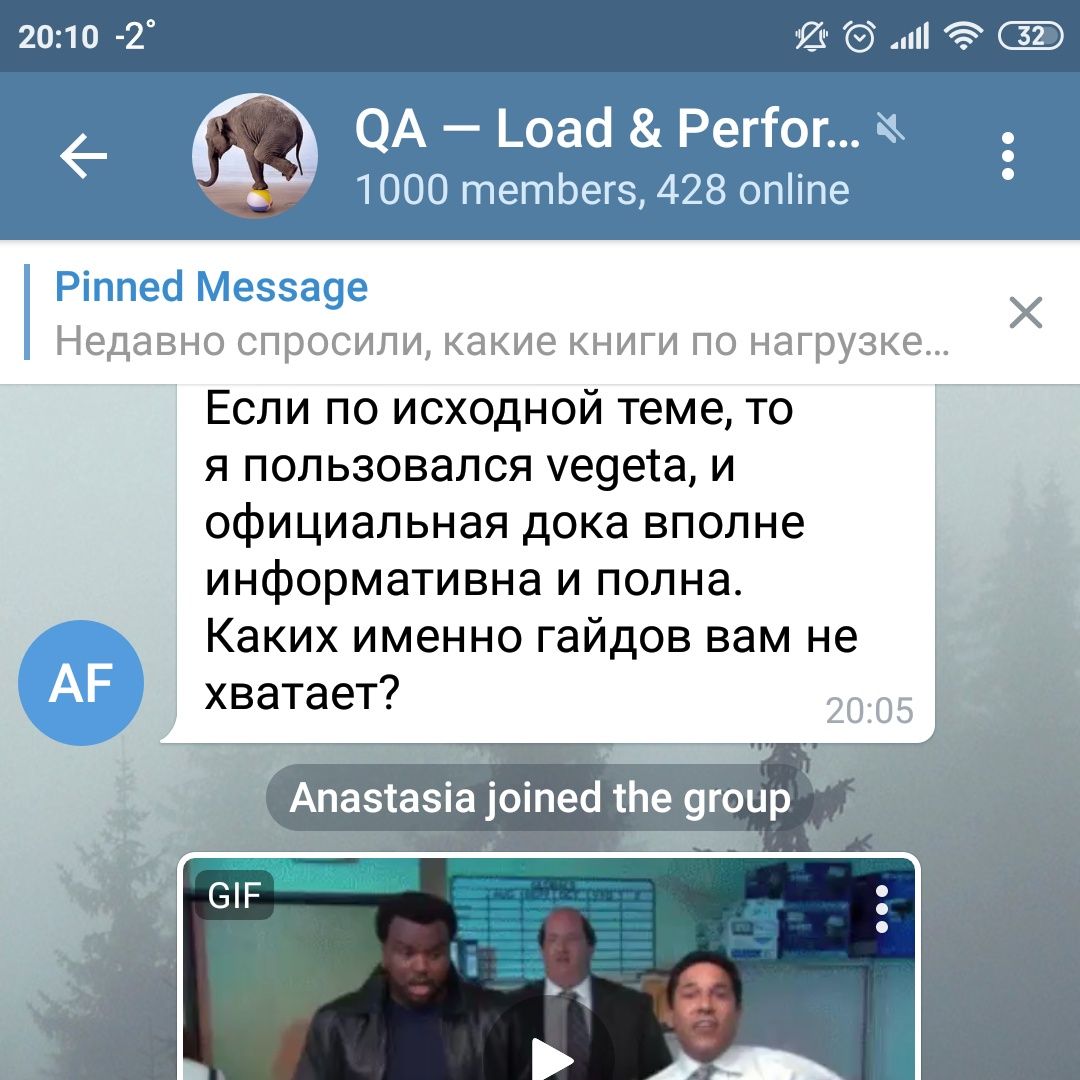 20:10 -2°
32
QA — Load & Perfor...
1000 members, 428 online
Pinned Message
Недавно спросили, какие книги по нагрузке...
Если по исходной теме, то
я пользовался vegeta, и
официальная дока вполне
информативна и полна.
Каких именно гайдов вам не
хватает?
20:05
AF
Anastasia joined the group
GIF